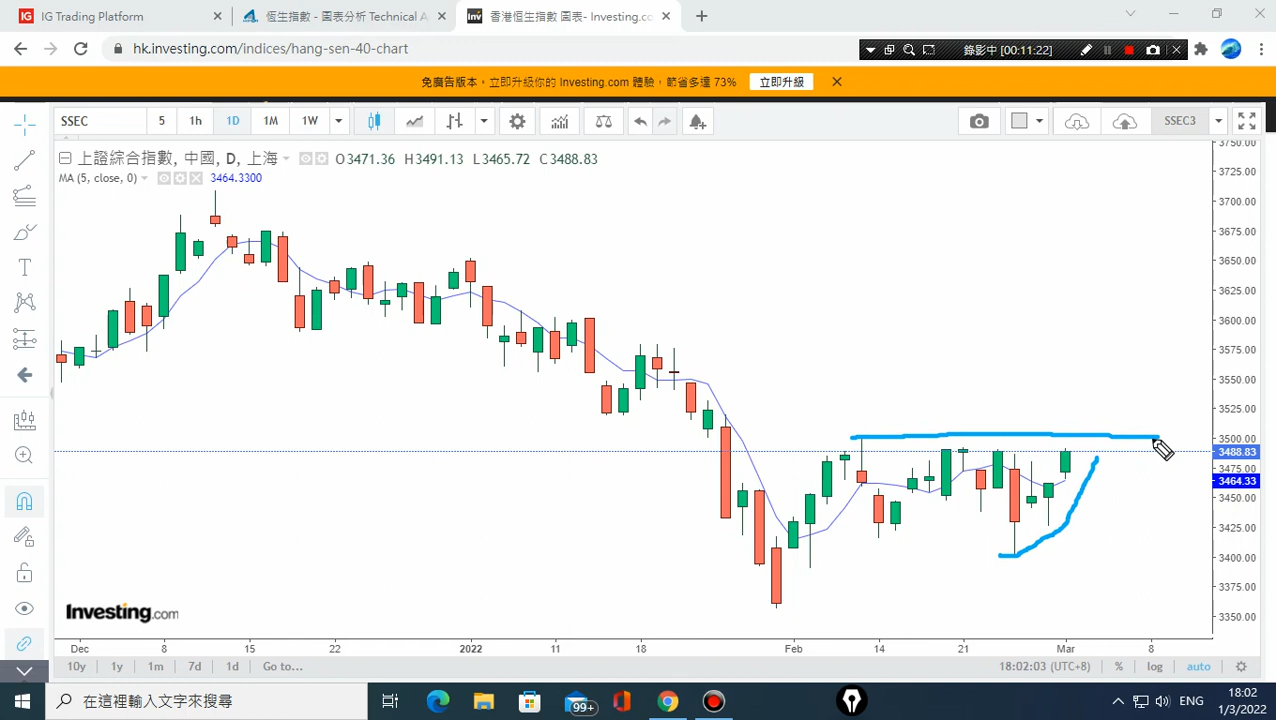 IG Trading Platform
恆生指數 - 圖表分析 Technical A
香港恒生指數 圖表- Investing.co
hk.investing.com/indices/hang-sen-40-chart
錄影中 [00:11:22]
免廣告版本。立即升級你的 Investing.com 體驗，節省多達 73%
立即升級
SSEC 5 1h 1D 1M 1W SSEC3
上證綜合指數, 中國, D, 上海 O3471.36 H3491.13 L3465.72 C3488.83
MA (5, close, 0) 3464.3300
3750.00
3725.00
3700.00
3675.00
3650.00
3625.00
3600.00
3575.00
3550.00
3525.00
3500.00
3488.83
3475.00
3464.33
3450.00
3425.00
3400.00
3375.00
3350.00
Investing.com
Dec 8 15 22 2022 11 18 Feb 14 21 Mar 8
10y 1y 1m 7d 1d Go to... 18:02:03 (UTC+8) % log auto
在這裡輸入文字來搜尋
99+
ENG
18:02
1/3/2022